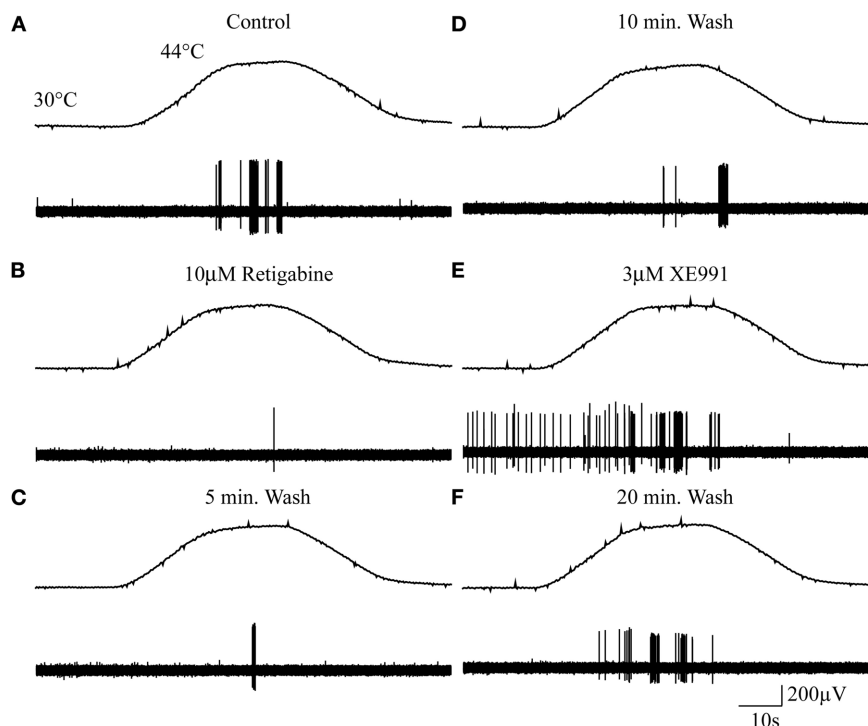 A
Control
44°C
30°C
B
10μM Retigabine
C
5 min. Wash
D
10 min. Wash
E
3μM XE991
F
20 min. Wash
200μV
10s